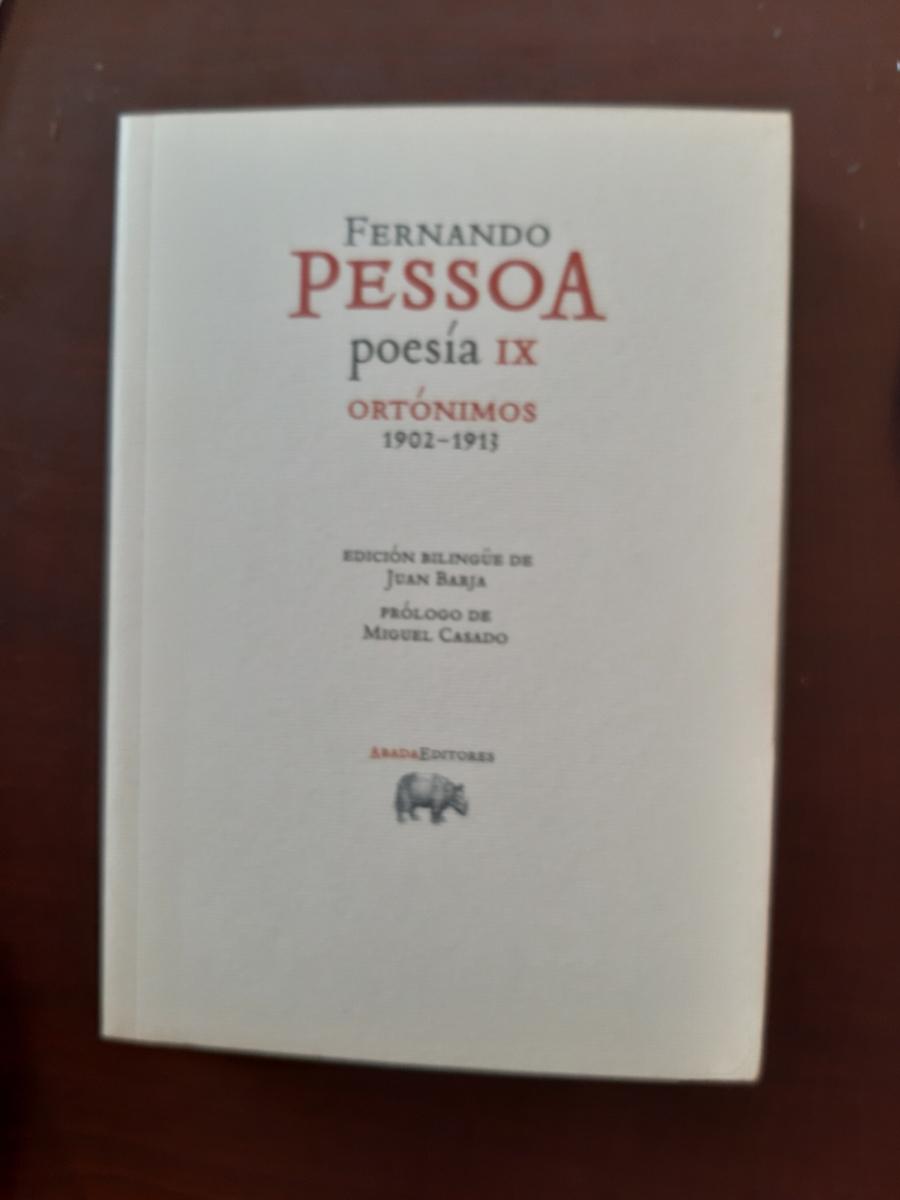 FERNANDO
PESSOA
poesía IX
ORTÓNIMOS
1902-1913
EDICIÓN BILINGÜE DE
JUAN BARJA
PRÓLOGO DE
MIGUEL CASADO
ABADAEDITORES